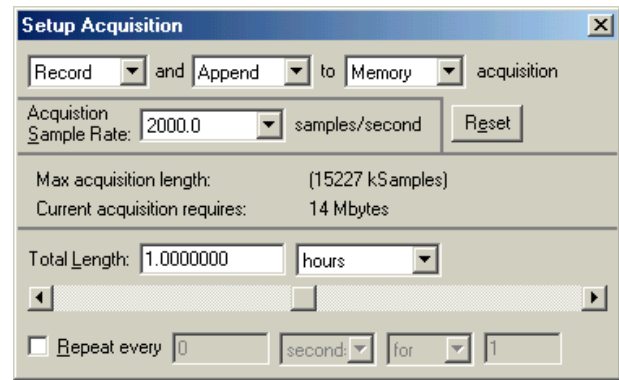 Setup Acquisition
Record and Append to Memory acquisition
Acquistion
Sample Rate: 2000.0 samples/second Reset
Max acquisition length: (15227 kSamples)
Current acquisition requires: 14 Mbytes
Total Length: 1.0000000 hours
Repeat every 0 second: for 1